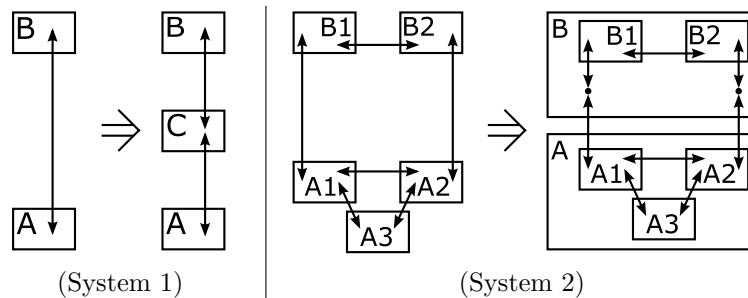 B B B1 B2 B B1 B2
C
A A1 A2 A1 A2
A A A3 A3
(System 1) (System 2)